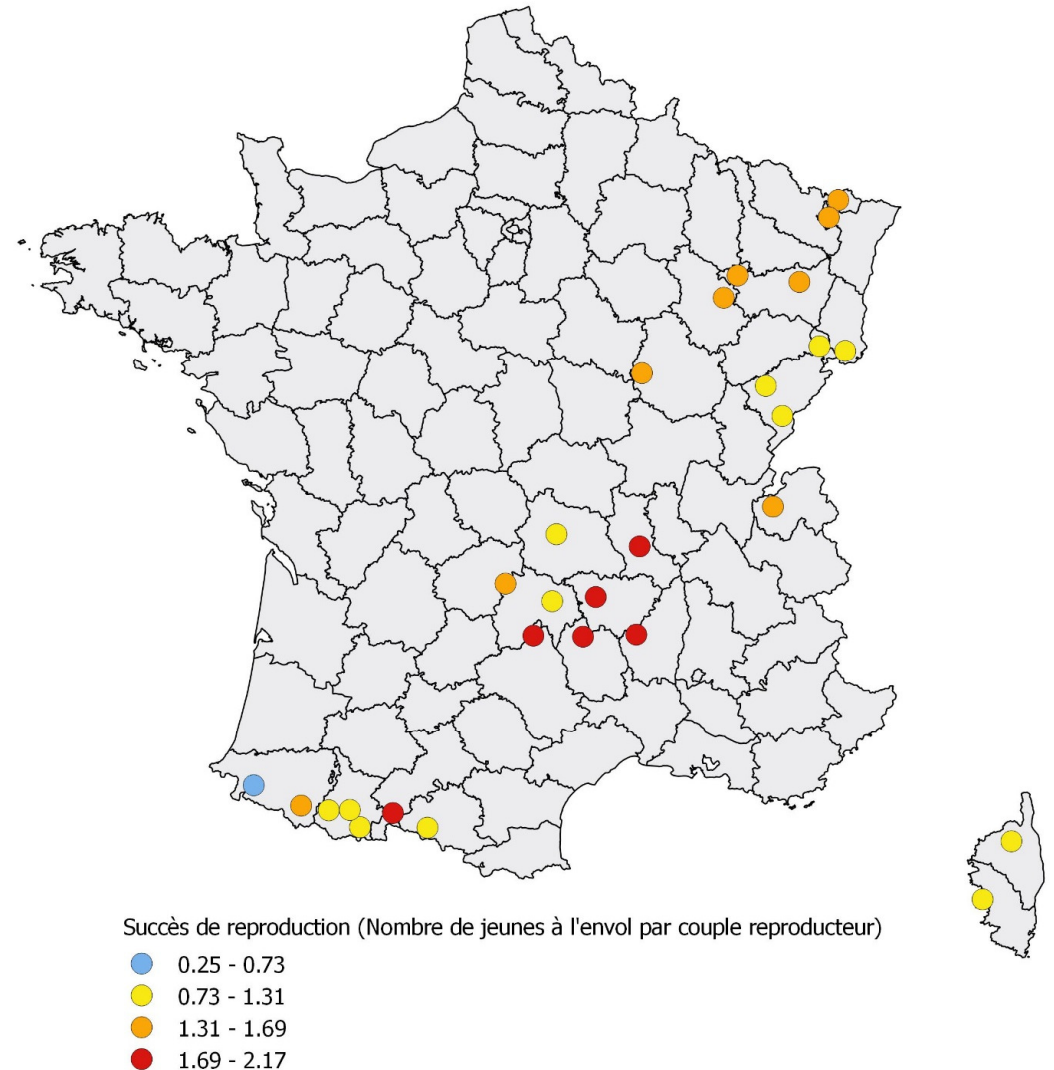 Succès de reproduction (Nombre de jeunes à l'envol par couple reproducteur)
0.25 - 0.73
0.73 - 1.31
1.31 - 1.69
1.69 - 2.17